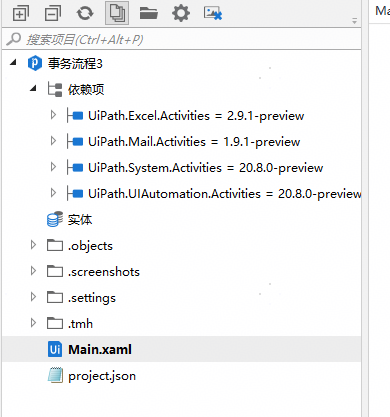 Ma
搜索项目(Ctrl+Alt+P)
事务流程3
依赖项
UiPath.Excel.Activities = 2.9.1-preview
UiPath.Mail.Activities = 1.9.1-preview
UiPath.System.Activities = 20.8.0-preview
UiPath.UIAutomation.Activities = 20.8.0-preview
实体
.objects
.screenshots
.settings
.tmh
Ui Main.xaml
project.json